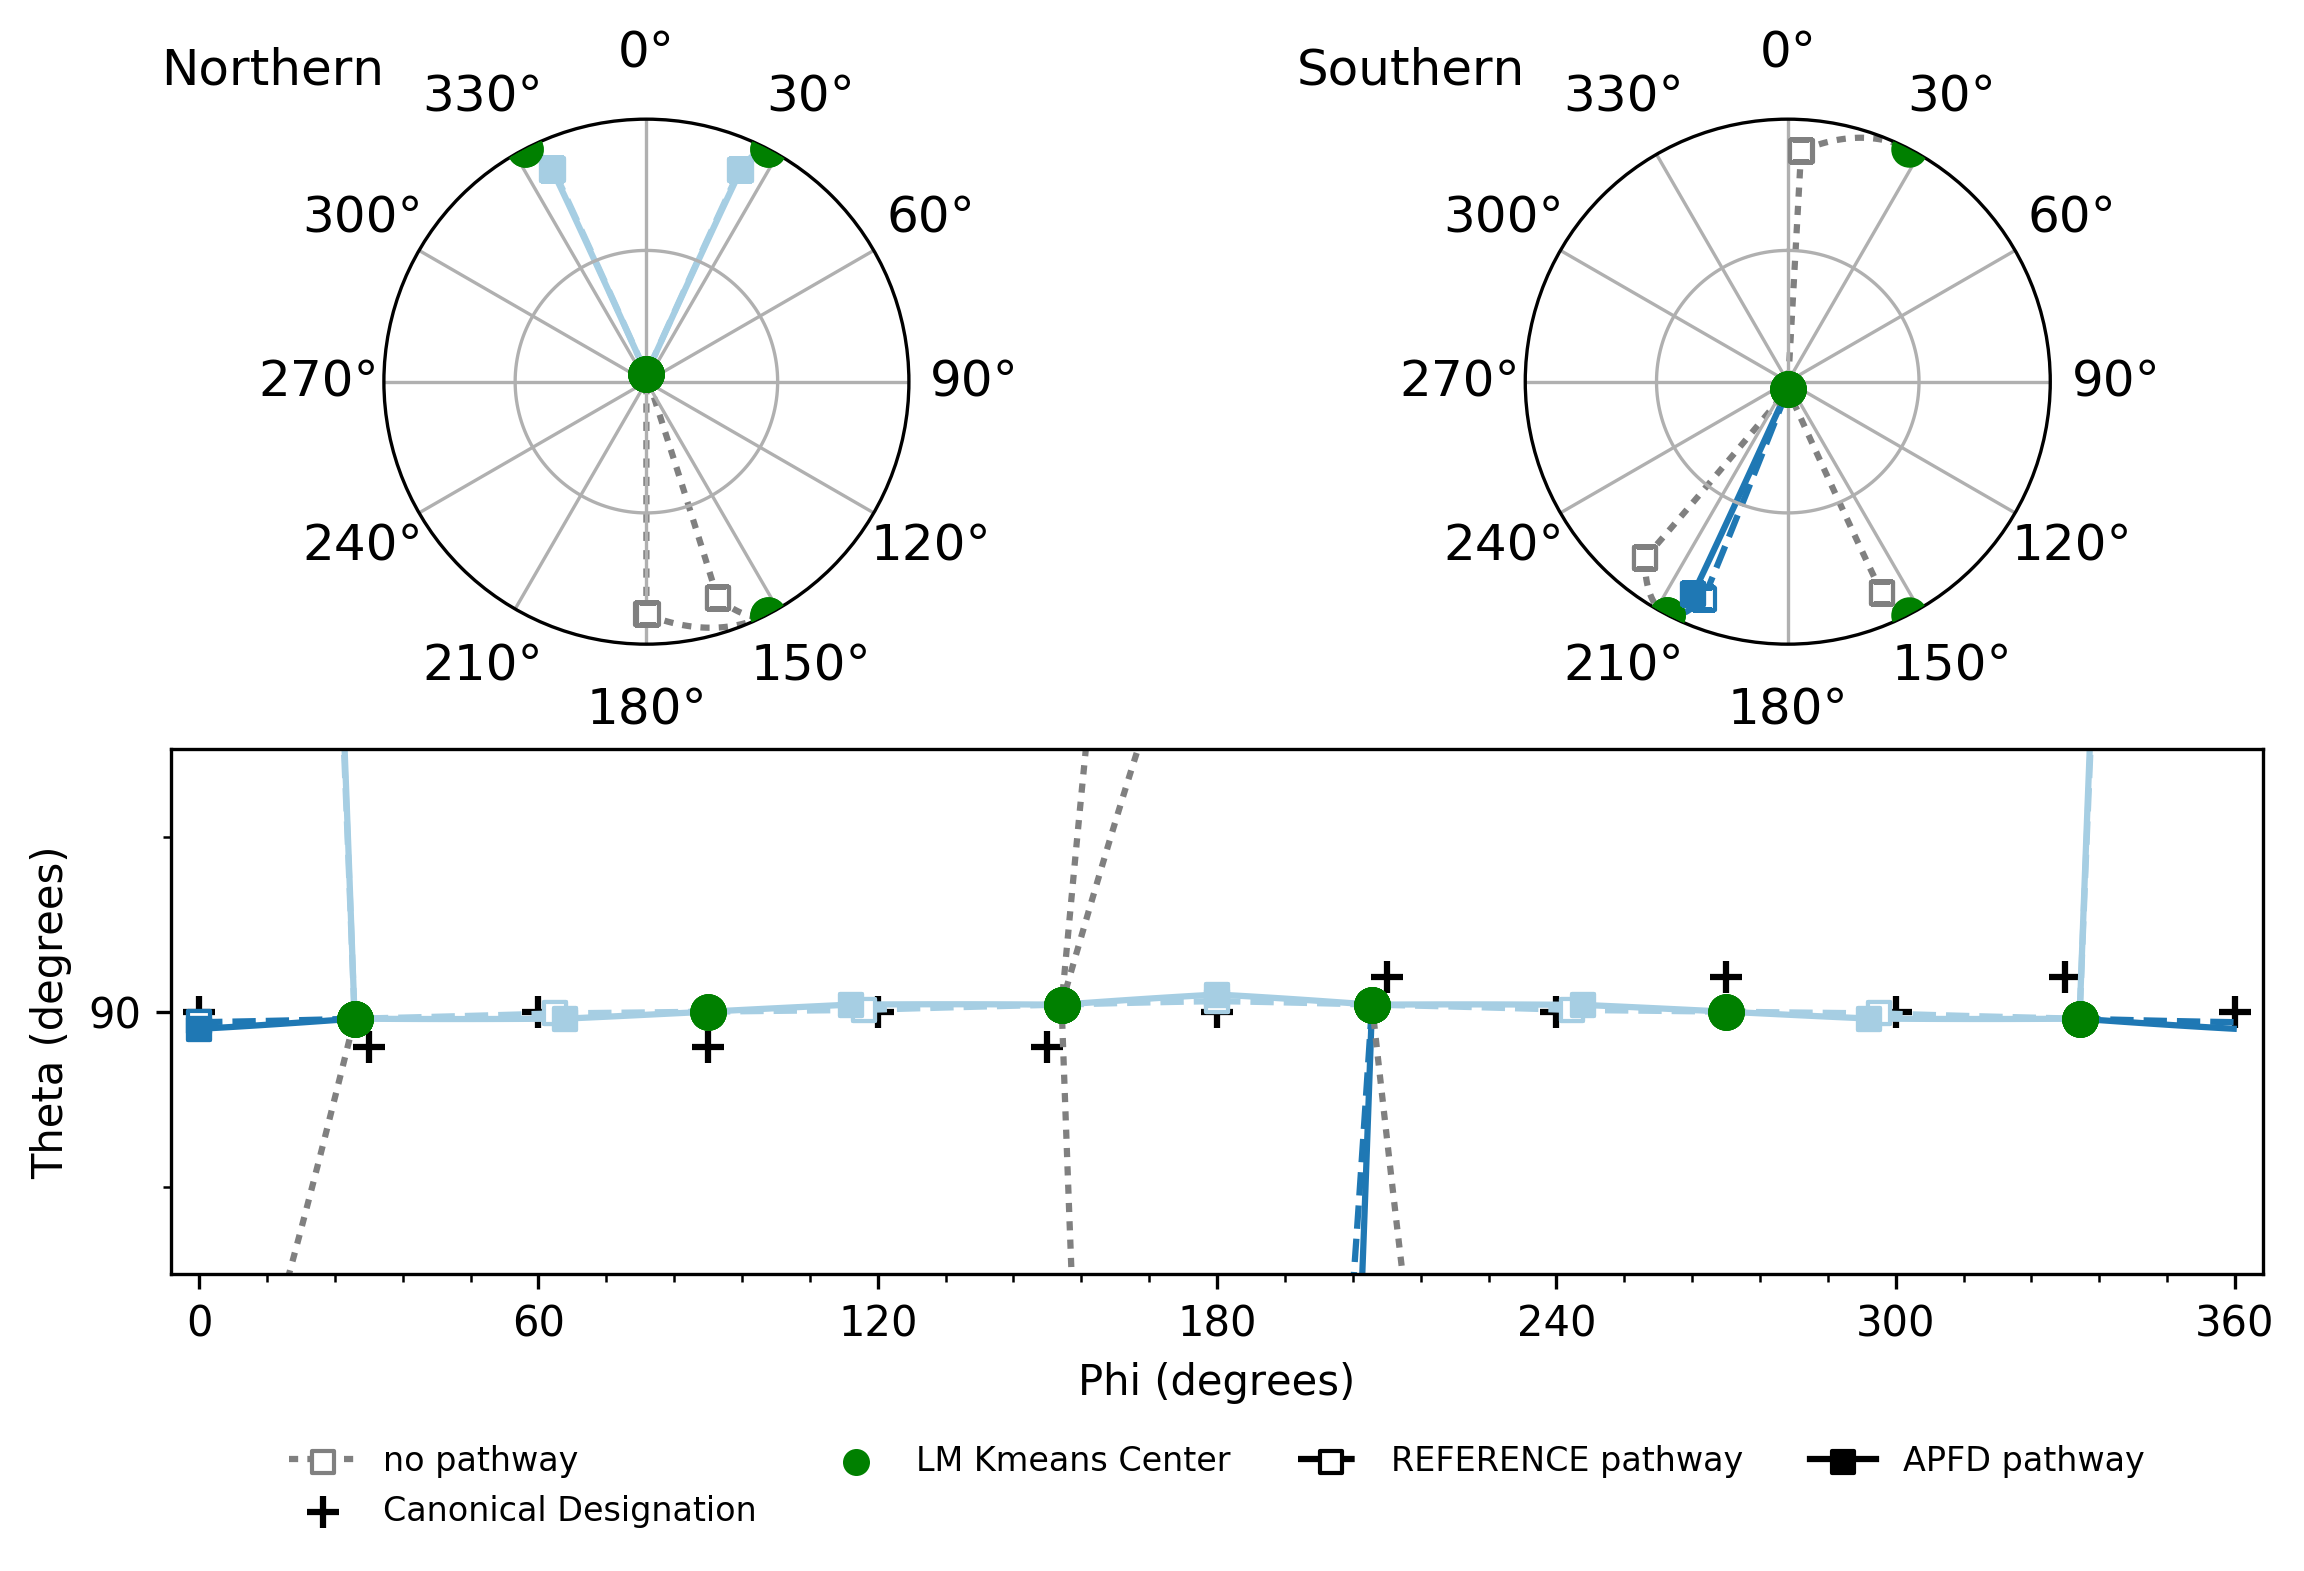 Northern
0°
30°
60°
90°
120°
150°
180°
210°
240°
270°
300°
330°
Southern
0°
30°
60°
90°
120°
150°
180°
210°
240°
270°
300°
330°
Theta (degrees)
90
0 60 120 180 240 300 360
Phi (degrees)
no pathway
Canonical Designation
LM Kmeans Center
REFERENCE pathway
APFD pathway